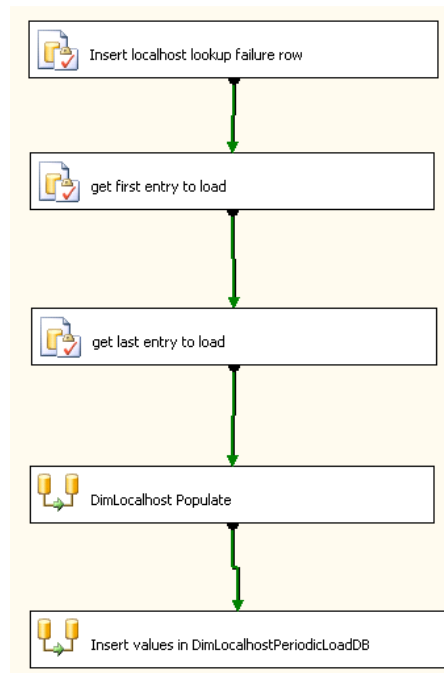 Insert localhost lookup failure row
get first entry to load
get last entry to load
DimLocalhost Populate
Insert values in DimLocalhostPeriodicLoadDB